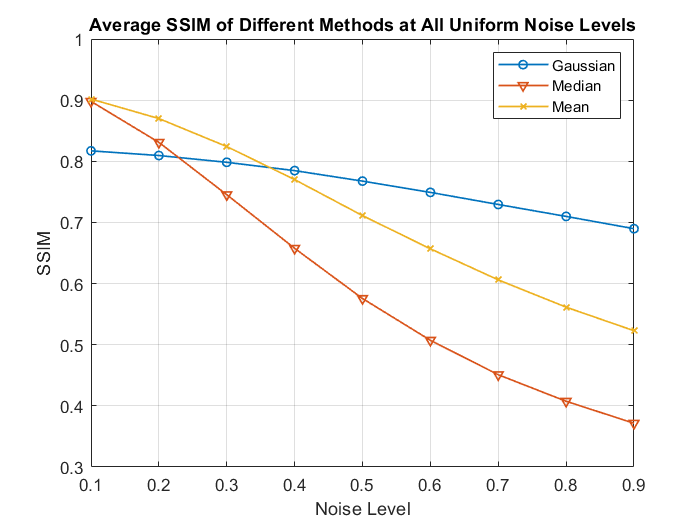 Average SSIM of Different Methods at All Uniform Noise Levels
Gaussian
Median
Mean
SSIM
1
0.9
0.8
0.7
0.6
0.5
0.4
0.3
0.1 0.2 0.3 0.4 0.5 0.6 0.7 0.8 0.9
Noise Level